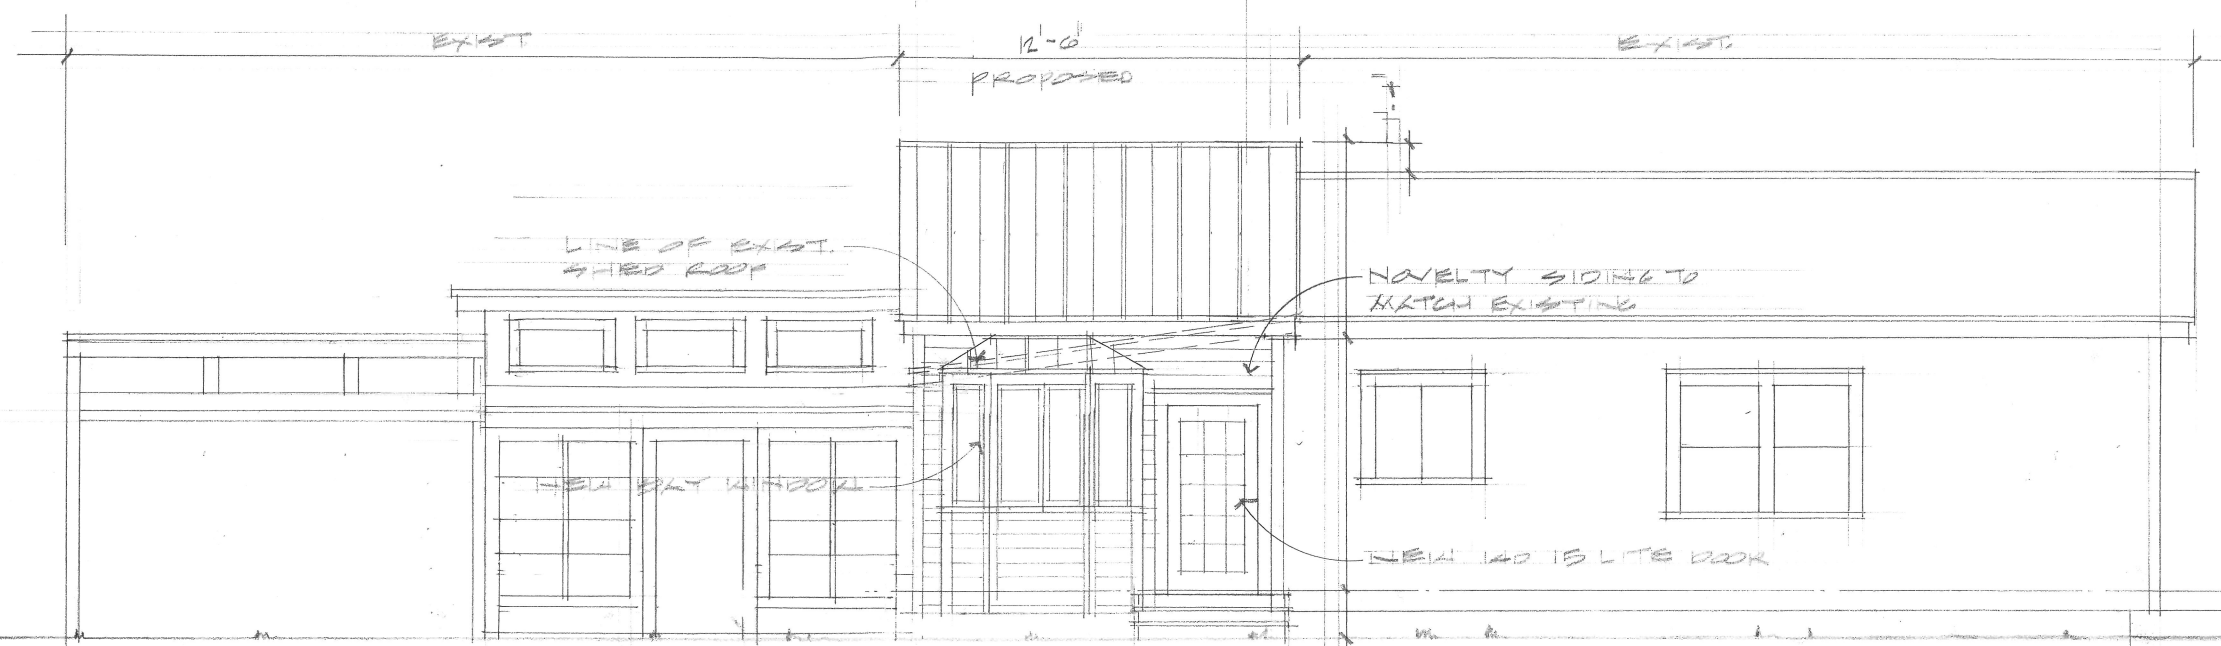 EXIST
12'-6"
EXIST.
PROPOSED
LINE OF EXIST.
SHED ROOF
NOVELTY SIDING TO
MATCH EXISTING
NEW BAY WINDOW
NEW WD 15 LITE DOOR